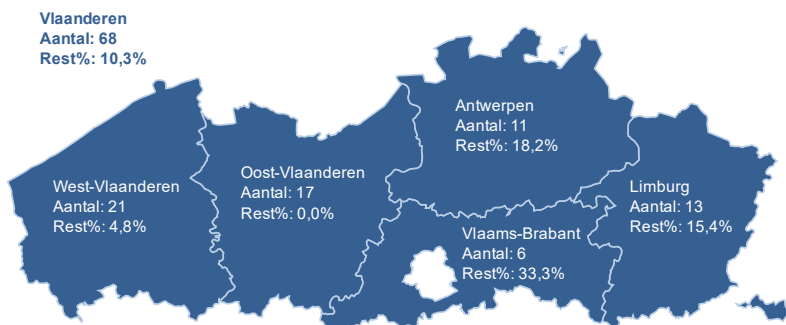 Vlaanderen
Aantal: 68
Rest%: 10,3%
Antwerpen
Aantal: 11
Rest%: 18,2%
West-Vlaanderen
Aantal: 21
Rest%: 4,8%
Oost-Vlaanderen
Aantal: 17
Rest%: 0,0%
Limburg
Aantal: 13
Rest%: 15,4%
Vlaams-Brabant
Aantal: 6
Rest%: 33,3%